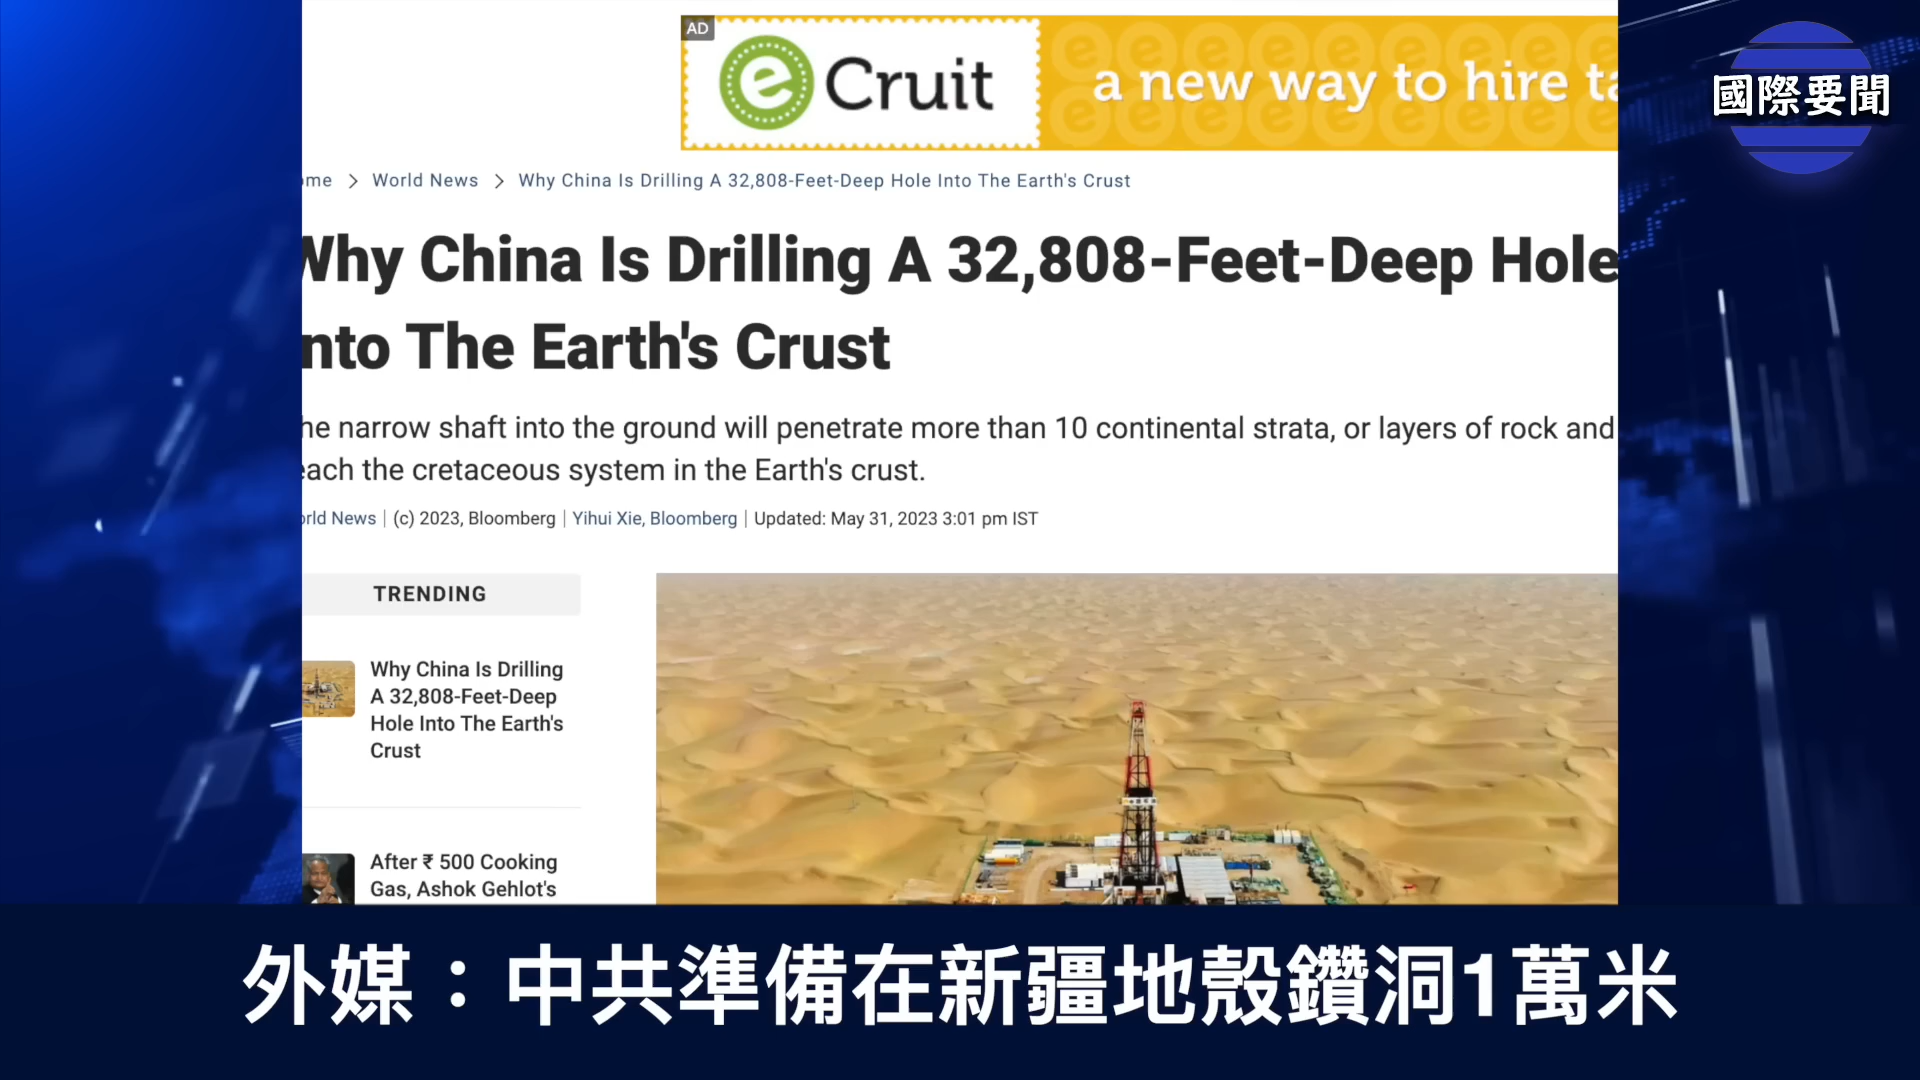 AD
e Cruit
a new way to hire ta
國際要聞
ome > World News > Why China Is Drilling A 32,808-Feet-Deep Hole Into The Earth's Crust
Why China Is Drilling A 32,808-Feet-Deep Hole
nto The Earth's Crust
he narrow shaft into the ground will penetrate more than 10 continental strata, or layers of rock and
each the cretaceous system in the Earth's crust.
orld News | (c) 2023, Bloomberg | Yihui Xie, Bloomberg | Updated: May 31, 2023 3:01 pm IST
TRENDING
Why China Is Drilling
A 32,808-Feet-Deep
Hole Into The Earth's
Crust
After ₹ 500 Cooking
Gas, Ashok Gehlot's
外媒：中共準備在新疆地殼鑽洞1萬米